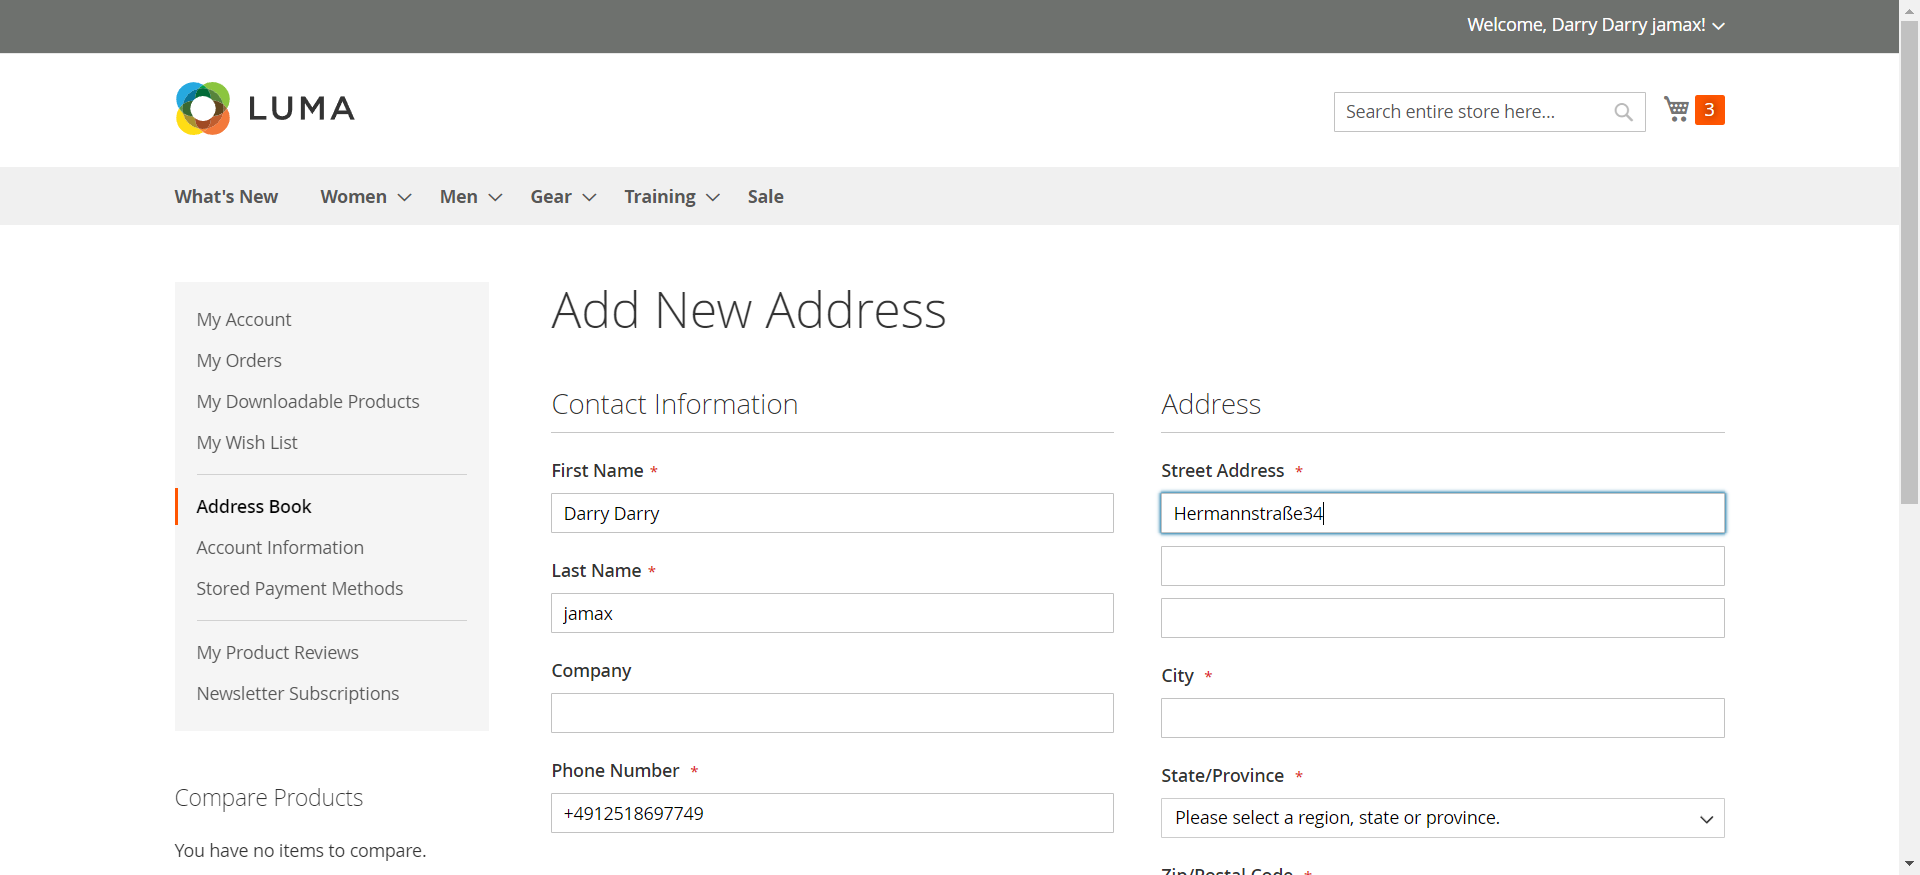 Welcome, Darry Darry jamax!
LUMA
Search entire store here...
3
What's New Women Men Gear Training Sale
My Account
My Orders
My Downloadable Products
My Wish List
Address Book
Account Information
Stored Payment Methods
My Product Reviews
Newsletter Subscriptions
Compare Products
You have no items to compare.
Add New Address
Contact Information
First Name *
Darry Darry
Last Name *
jamax
Company
Phone Number *
+4912518697749
Address
Street Address *
Hermannstraße34
City *
State/Province *
Please select a region, state or province.
Zip/Postal Code *